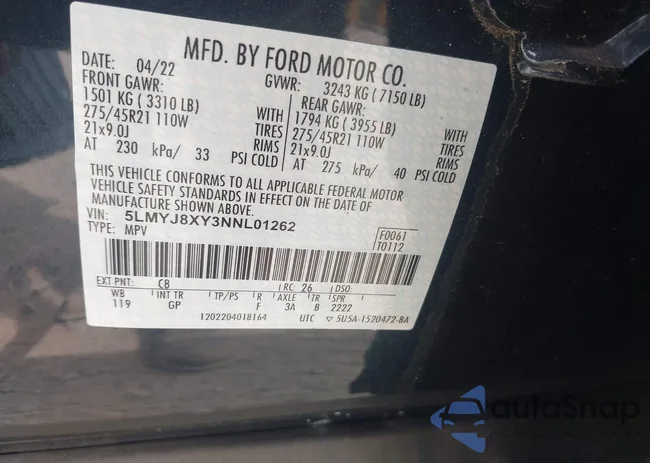 MFD. BY FORD MOTOR CO.
DATE: 04/22 GVWR: 3243 KG ( 7150 LB)
FRONT GAWR: REAR GAWR:
1501 KG ( 3310 LB) WITH 1794 KG ( 3955 LB) WITH
275/45R21 110W TIRES 275/45R21 110W TIRES
21x9.0J RIMS 21x9.0J RIMS
AT 230 kPa/ 33 PSI COLD AT 275 kPa/ 40 PSI COLD
THIS VEHICLE CONFORMS TO ALL APPLICABLE FEDERAL MOTOR
VEHICLE SAFETY STANDARDS IN EFFECT ON THE DATE OF
MANUFACTURE SHOWN ABOVE.
VIN: 5LMYJ8XY3NNL01262
TYPE: MPV
F0061
T0112
EXT PNT: C8 RC: 26 DSO:
WB INT TR TP/PS R AXLE TR SPR
119 GP F 3A B 2222
1202204018164 UTC ▽ 5U5A-1520472-BA
autoSnap